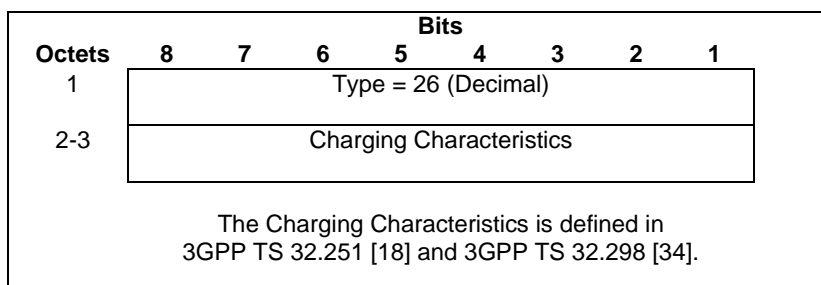 Bits
Octets 8 7 6 5 4 3 2 1
1 Type = 26 (Decimal)
2-3 Charging Characteristics
The Charging Characteristics is defined in
3GPP TS 32.251 [18] and 3GPP TS 32.298 [34].